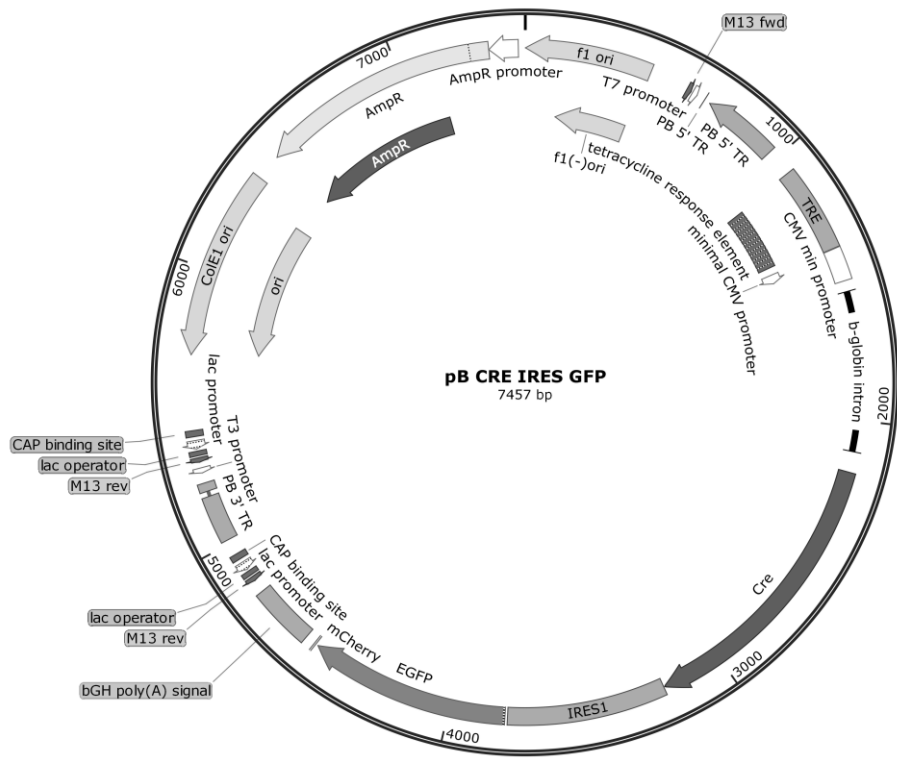 M13 fwd
7000
f1 ori
AmpR promoter
T7 promoter
AmpR
PB 5' TR
PB 5' TR
1000
AmpR
f1(-)ori
tetracycline response element
TRE
ColE1 ori
minimal CMV promoter
CMV min promoter
6000
ori
b-globin intron
pB CRE IRES GFP
7457 bp
2000
lac promoter
CAP binding site
T3 promoter
lac operator
M13 rev
PB 3' TR
5000
CAP binding site
lac promoter
Cre
lac operator
M13 rev
mCherry
EGFP
3000
bGH poly(A) signal
IRES1
4000